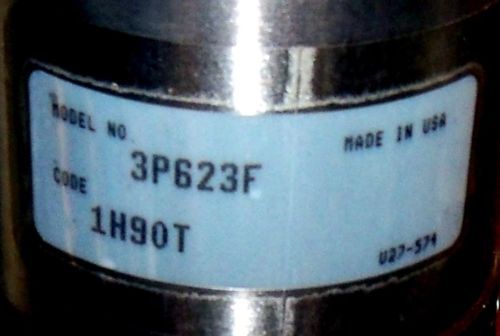 MODEL NO
MADE IN USA
3P623F
CODE
1H90T
U27-574